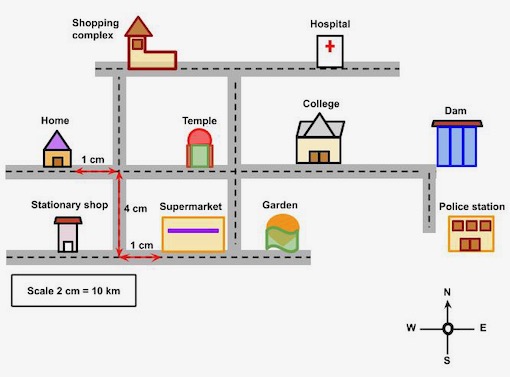 Shopping
complex
Hospital
Home
Temple
College
Dam
1 cm
Stationary shop
4 cm
Supermarket
Garden
Police station
1 cm
Scale 2 cm = 10 km
N
W
E
S